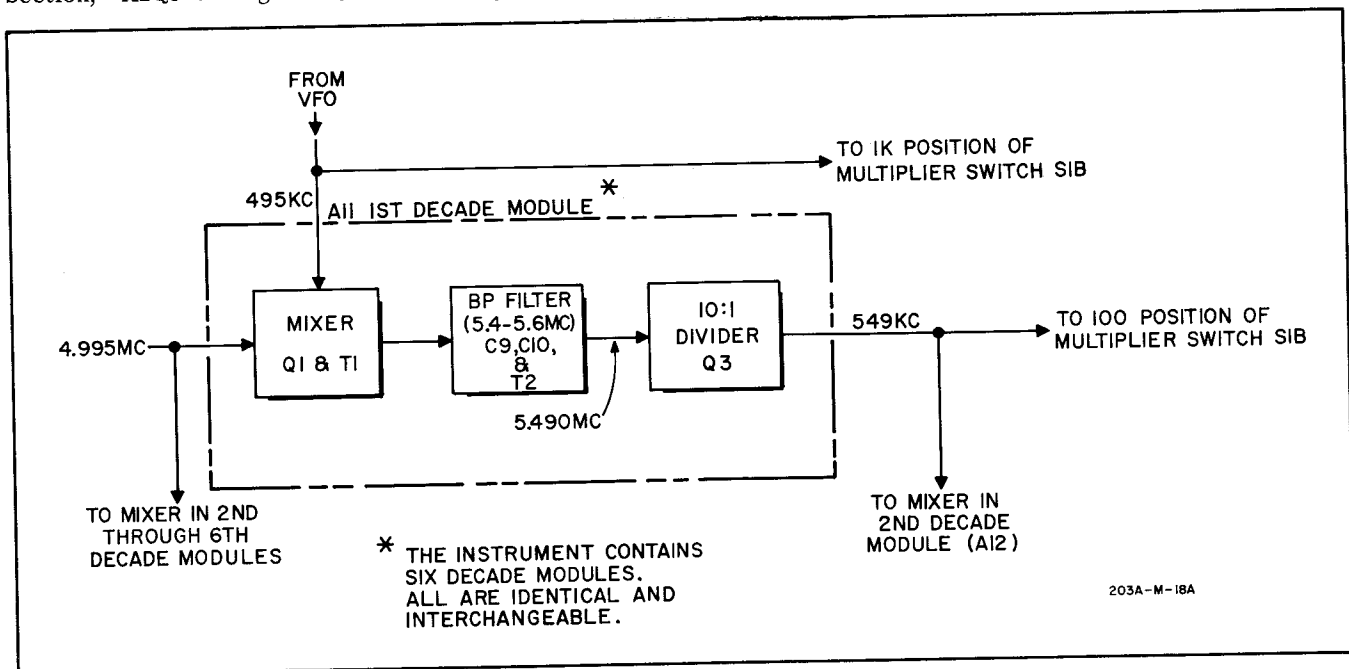 FROM
VFO
TO 1K POSITION OF
MULTIPLIER SWITCH S1B
495KC
A11 1ST DECADE MODULE *
4.995MC
MIXER
Q1 & T1
BP FILTER
(5.4-5.6MC)
C9,C10,
&
T2
10:1
DIVIDER
Q3
549KC
TO 100 POSITION OF
MULTIPLIER SWITCH S1B
5.490MC
TO MIXER IN 2ND
THROUGH 6TH
DECADE MODULES
TO MIXER IN
2ND DECADE
MODULE (A12)
* THE INSTRUMENT CONTAINS
SIX DECADE MODULES.
ALL ARE IDENTICAL AND
INTERCHANGEABLE.
203A-M-18A